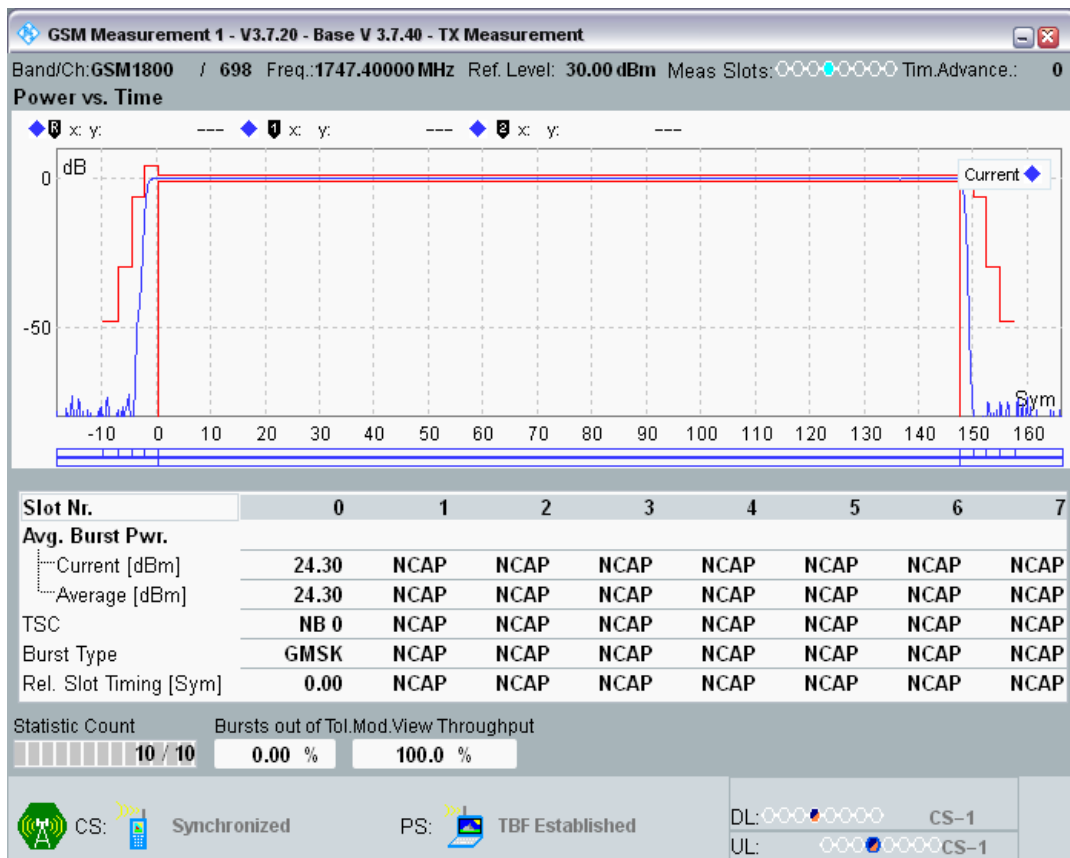 GSM Measurement 1 - V3.7.20 - Base V 3.7.40 - TX Measurement
Band/Ch:GSM1800 / 698 Freq.:1747.40000 MHz Ref. Level: 30.00 dBm Meas Slots: Tim.Advance.: 0
Power vs. Time
R x: y: --- 1 x: y: --- 2 x: y: ---
dB
0
Current
-50
Sym
-10 0 10 20 30 40 50 60 70 80 90 100 110 120 130 140 150 160
Slot Nr. 0 1 2 3 4 5 6 7
Avg. Burst Pwr.
Current [dBm] 24.30 NCAP NCAP NCAP NCAP NCAP NCAP NCAP
Average [dBm] 24.30 NCAP NCAP NCAP NCAP NCAP NCAP NCAP
TSC NB 0 NCAP NCAP NCAP NCAP NCAP NCAP NCAP
Burst Type GMSK NCAP NCAP NCAP NCAP NCAP NCAP NCAP
Rel. Slot Timing [Sym] 0.00 NCAP NCAP NCAP NCAP NCAP NCAP NCAP
Statistic Count Bursts out of Tol.Mod.View Throughput
10 / 10 0.00 % 100.0 %
CS: Synchronized PS: TBF Established
DL: CS-1
UL: CS-1